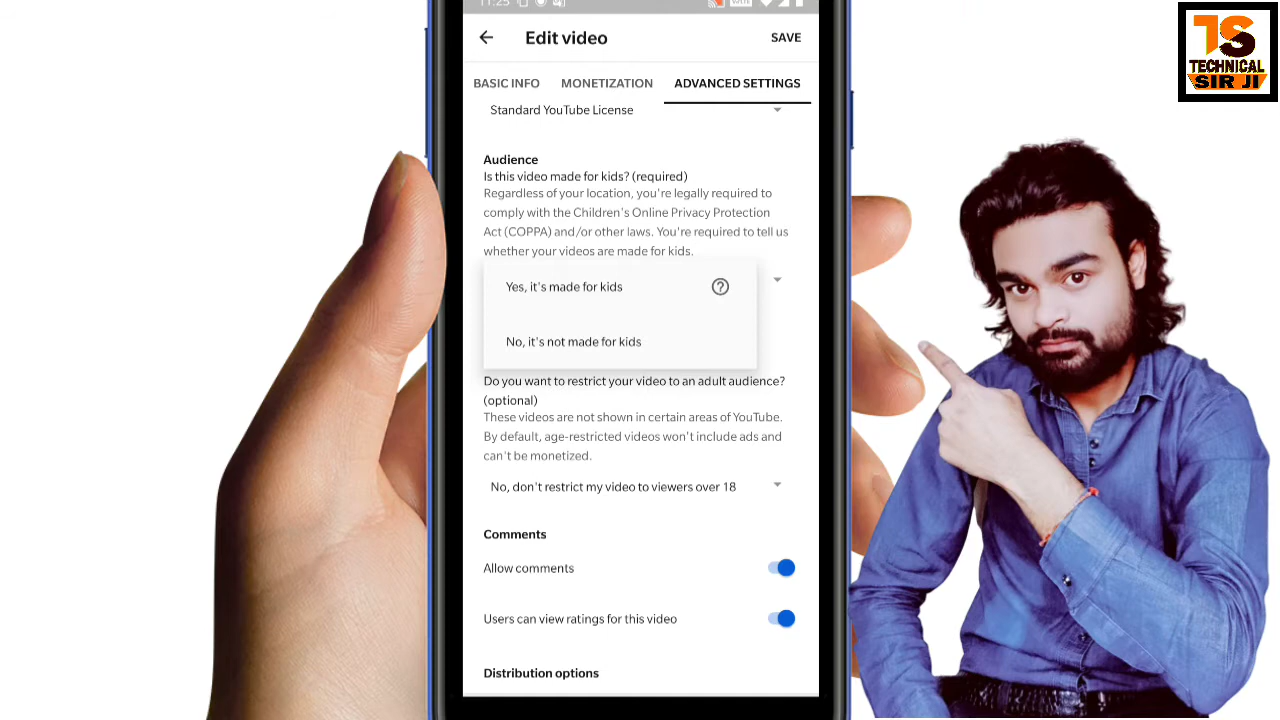 11:25
Edit video
SAVE
BASIC INFO
MONETIZATION
ADVANCED SETTINGS
Standard YouTube License
Audience
Is this video made for kids? (required)
Regardless of your location, you're legally required to
comply with the Children's Online Privacy Protection
Act (COPPA) and/or other laws. You're required to tell us
whether your videos are made for kids.
Yes, it's made for kids
No, it's not made for kids
Do you want to restrict your video to an adult audience?
(optional)
These videos are not shown in certain areas of YouTube.
By default, age-restricted videos won't include ads and
can't be monetized.
No, don't restrict my video to viewers over 18
Comments
Allow comments
Users can view ratings for this video
Distribution options
TS
TECHNICAL
SIR JI